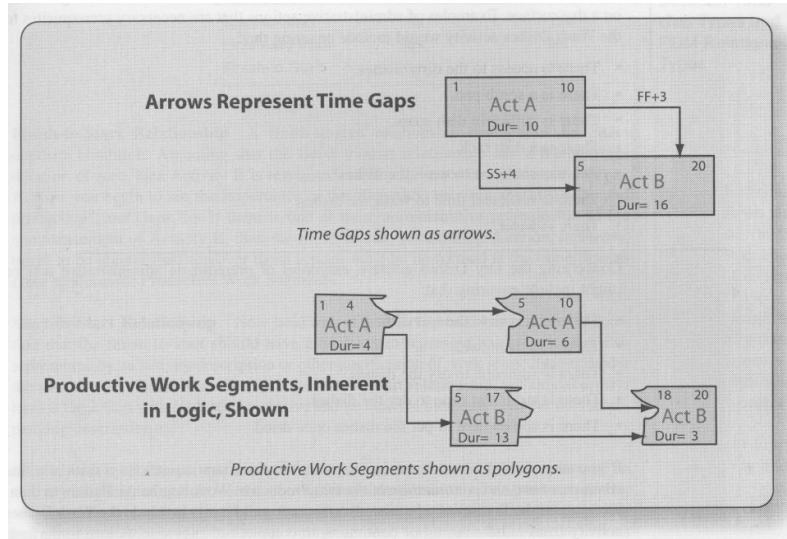 Arrows Represent Time Gaps
1 10
Act A
Dur= 10
FF+3
SS+4
5 20
Act B
Dur= 16
Time Gaps shown as arrows.
1 4
Act A
Dur= 4
5 10
Act A
Dur= 6
Productive Work Segments, Inherent
in Logic, Shown
5 17
Act B
Dur= 13
18 20
Act B
Dur= 3
Productive Work Segments shown as polygons.